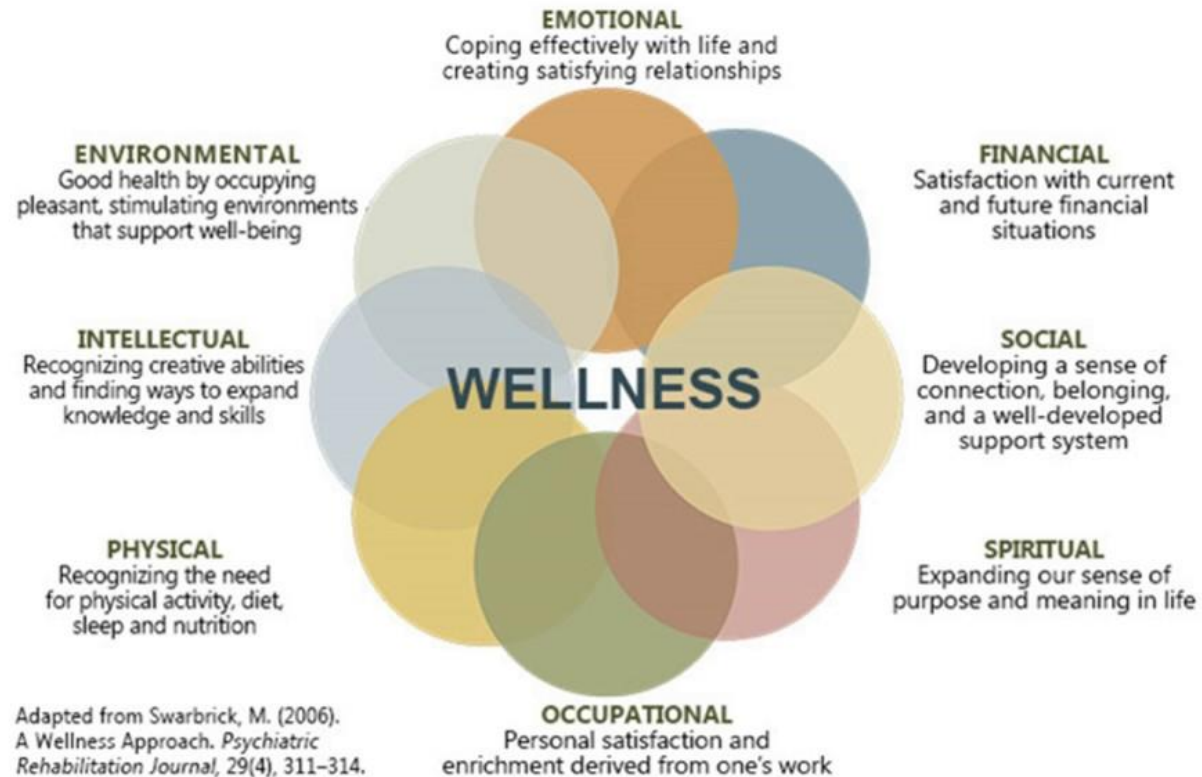 EMOTIONAL
Coping effectively with life and
creating satisfying relationships
ENVIRONMENTAL
Good health by occupying
pleasant, stimulating environments
that support well-being
FINANCIAL
Satisfaction with current
and future financial
situations
INTELLECTUAL
Recognizing creative abilities
and finding ways to expand
knowledge and skills
WELLNESS
SOCIAL
Developing a sense of
connection, belonging,
and a well-developed
support system
PHYSICAL
Recognizing the need
for physical activity, diet,
sleep and nutrition
SPIRITUAL
Expanding our sense of
purpose and meaning in life
OCCUPATIONAL
Personal satisfaction and
enrichment derived from one's work
Adapted from Swarbrick, M. (2006).
A Wellness Approach. Psychiatric
Rehabilitation Journal, 29(4), 311–314.